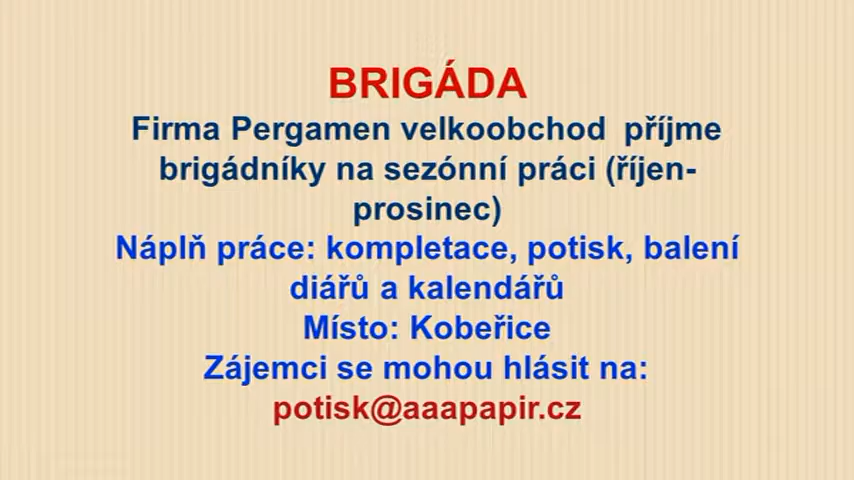 BRIGÁDA
Firma Pergamen velkoobchod příjme
brigádníky na sezónní práci (říjen-
prosinec)
Náplň práce: kompletace, potisk, balení
diářů a kalendářů
Místo: Kobeřice
Zájemci se mohou hlásit na:
potisk@aaapapir.cz